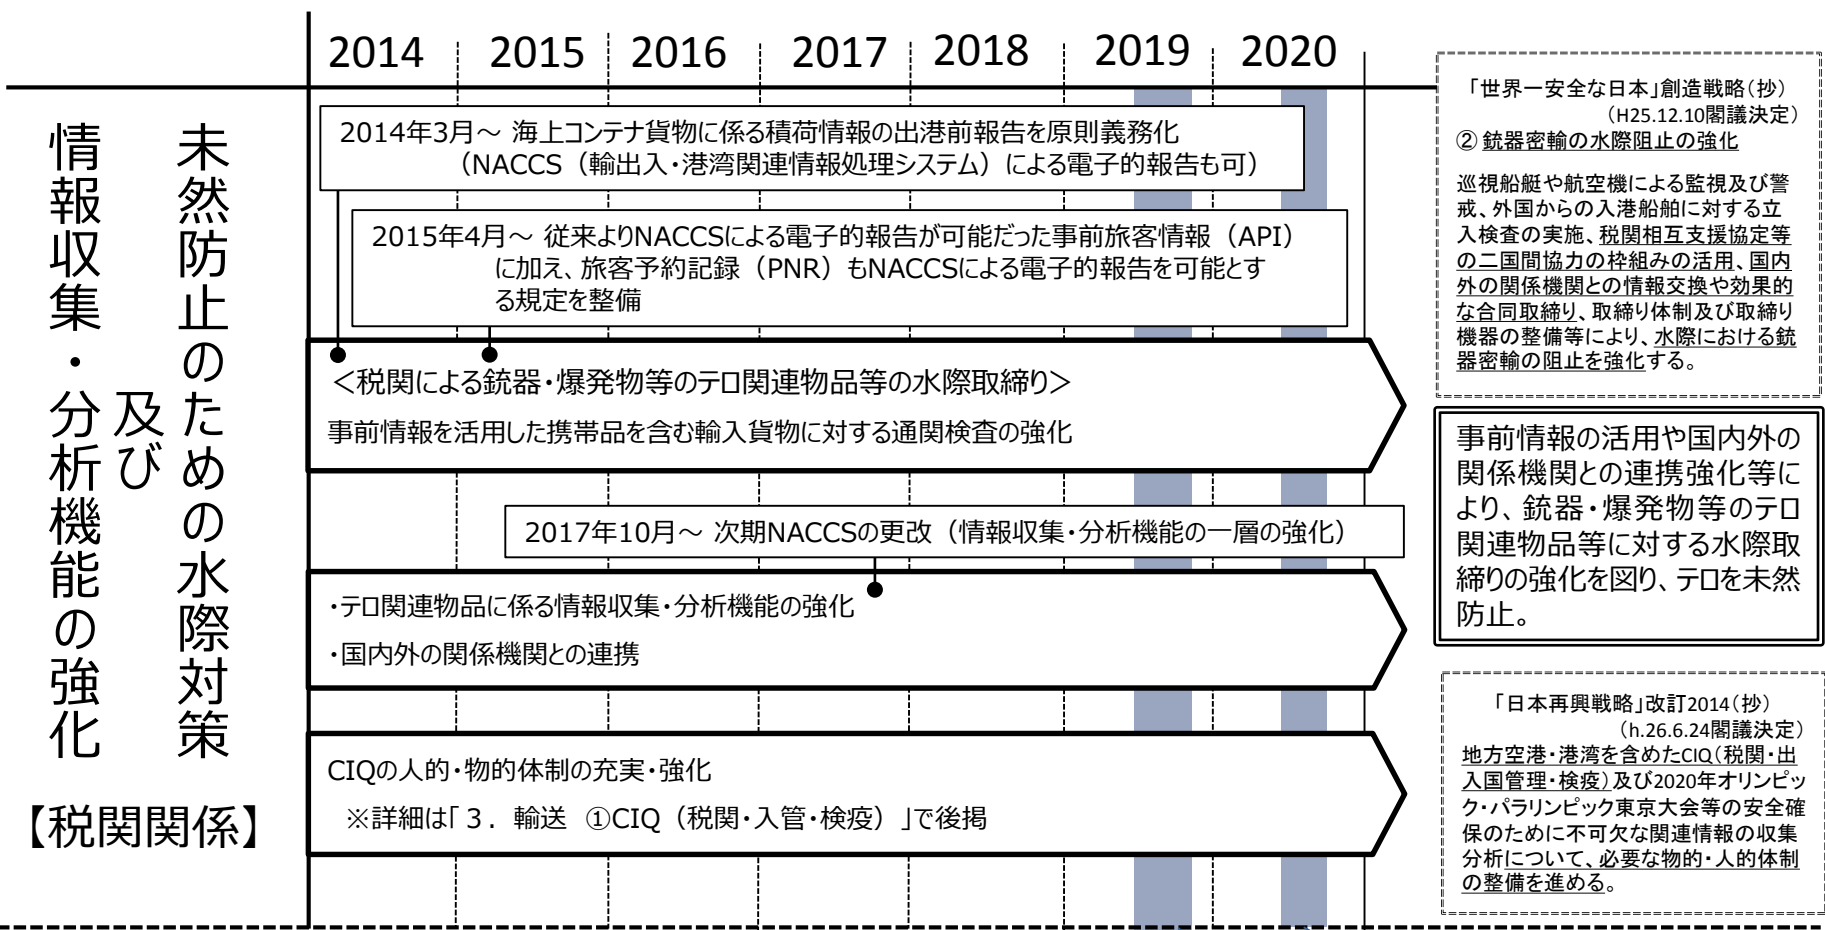 2014 2015 2016 2017 2018 2019 2020
未然防止のための水際対策
及び
情報収集・分析機能の強化
【税関関係】
2014年3月～ 海上コンテナ貨物に係る積荷情報の出港前報告を原則義務化
（NACCS（輸出入・港湾関連情報処理システム）による電子的報告も可）
2015年4月～ 従来よりNACCSによる電子的報告が可能だった事前旅客情報（API）
に加え、旅客予約記録（PNR）もNACCSによる電子的報告を可能とす
る規定を整備
＜税関による銃器・爆発物等のテロ関連物品等の水際取締り＞
事前情報を活用した携帯品を含む輸入貨物に対する通関検査の強化
2017年10月～ 次期NACCSの更改（情報収集・分析機能の一層の強化）
・テロ関連物品に係る情報収集・分析機能の強化
・国内外の関係機関との連携
CIQの人的・物的体制の充実・強化
※詳細は「３．輸送 ①CIQ（税関・入管・検疫）」で後掲
「世界一安全な日本」創造戦略（抄）
（H25.12.10閣議決定）
② 銃器密輸の水際阻止の強化
巡視船艇や航空機による監視及び警
戒、外国からの入港船舶に対する立
入検査の実施、税関相互支援協定等
の二国間協力の枠組みの活用、国内
外の関係機関との情報交換や効果的
な合同取締り、取締り体制及び取締り
機器の整備等により、水際における銃
器密輸の阻止を強化する。
事前情報の活用や国内外の
関係機関との連携強化等に
より、銃器・爆発物等のテロ
関連物品等に対する水際取
締りの強化を図り、テロを未然
防止。
「日本再興戦略」改訂2014（抄）
（h.26.6.24閣議決定）
地方空港・港湾を含めたCIQ（税関・出
入国管理・検疫）及び2020年オリンピッ
ク・パラリンピック東京大会等の安全確
保のために不可欠な関連情報の収集
分析について、必要な物的・人的体制
の整備を進める。